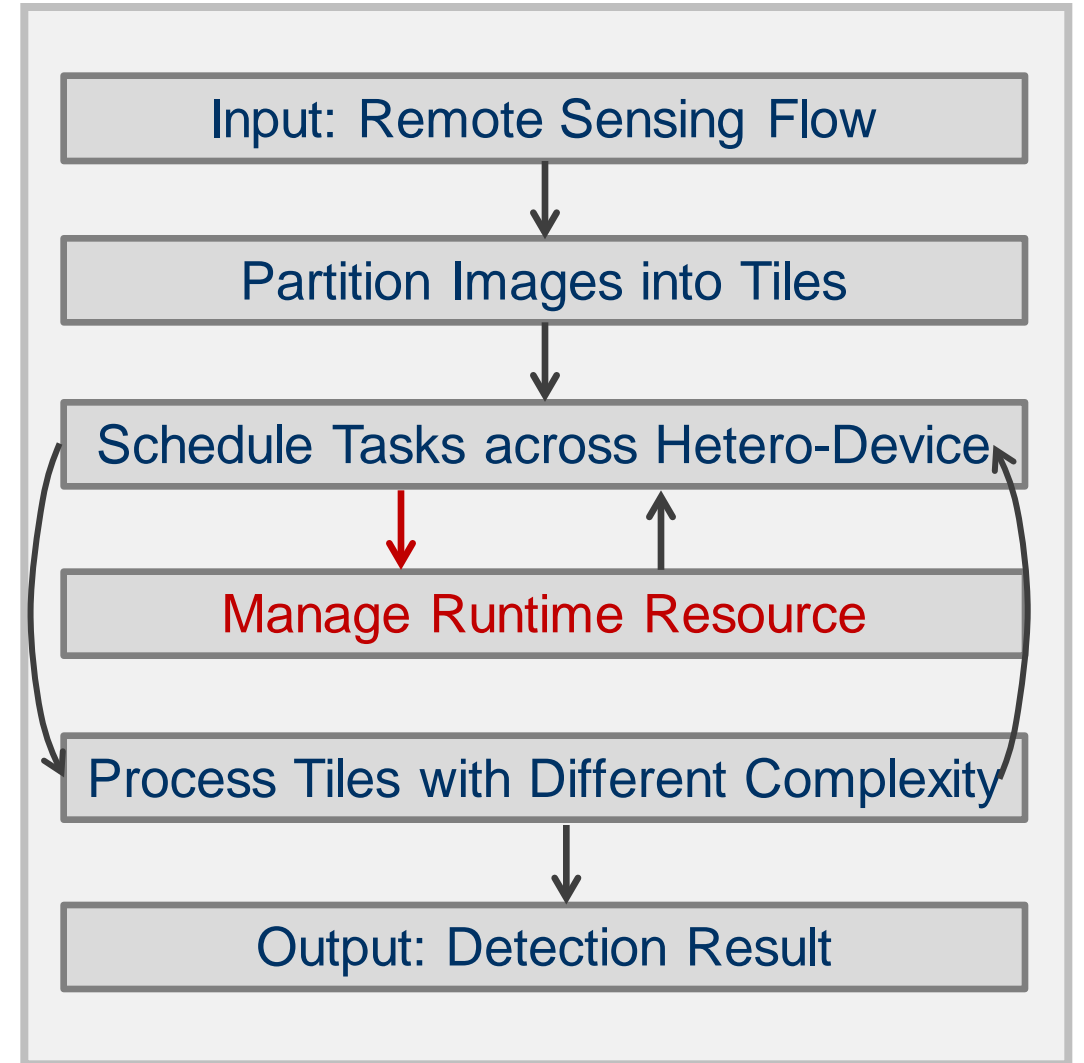 Input: Remote Sensing Flow
Partition Images into Tiles
Schedule Tasks across Hetero-Device
Manage Runtime Resource
Process Tiles with Different Complexity
Output: Detection Result